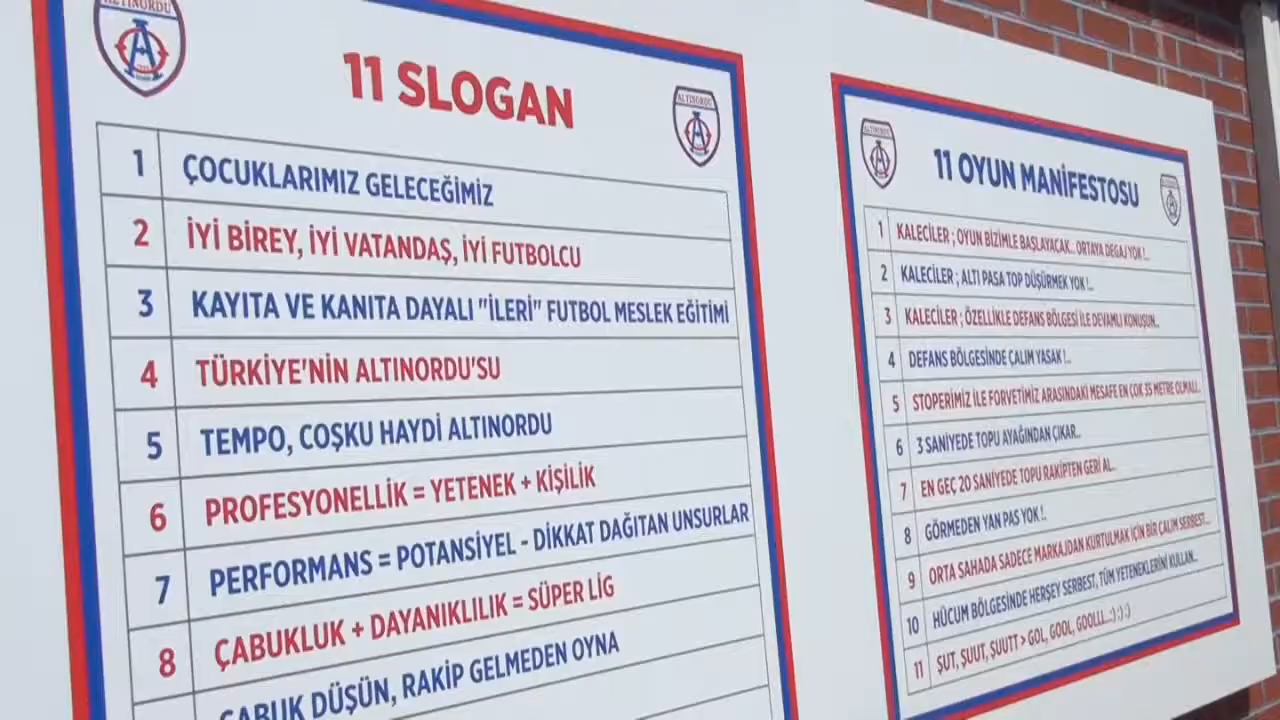 ALTINORDU
11 SLOGAN
ALTINORDU
1 ÇOCUKLARIMIZ GELECEĞİMİZ
2 İYİ BİREY, İYİ VATANDAŞ, İYİ FUTBOLCU
3 KAYITA VE KANITA DAYALI "İLERİ" FUTBOL MESLEK EĞİTİMİ
4 TÜRKİYE'NİN ALTINORDU'SU
5 TEMPO, COŞKU HAYDİ ALTINORDU
6 PROFESYONELLİK = YETENEK + KİŞİLİK
7 PERFORMANS = POTANSİYEL - DİKKAT DAĞITAN UNSURLAR
8 ÇABUKLUK + DAYANIKLILIK = SÜPER LİG
ÇABUK DÜŞÜN, RAKİP GELMEDEN OYNA
ALTINORDU
11 OYUN MANİFESTOSU
1 KALECİLER ; OYUN BİZİMLE BAŞLAYACAK... ORTAYA DEGAJ YOK !...
2 KALECİLER ; ALTI PASA TOP DÜŞÜRMEK YOK !...
3 KALECİLER ; ÖZELLİKLE DEFANS BÖLGESİ İLE DEVAMLI KONUŞUN...
4 DEFANS BÖLGESİNDE ÇALIM YASAK !...
5 STOPERİMİZ İLE FORVETİMİZ ARASINDAKİ MESAFE EN ÇOK 35 METRE OLMALI...
6 3 SANİYEDE TOPU AYAĞINDAN ÇIKAR...
7 EN GEÇ 20 SANİYEDE TOPU RAKİPTEN GERİ AL...
8 GÖRMEDEN YAN PAS YOK !..
9 ORTA SAHADA SADECE MARKAJDAN KURTULMAK İÇİN BİR ÇALIM SERBEST...
10 HÜCUM BÖLGESİNDE HERŞEY SERBEST, TÜM YETENEKLERİNİ KULLAN...
11 ŞUT, ŞUUT, ŞUUTT > GOL, GOOL, GOOLLL...:) ;) ;)